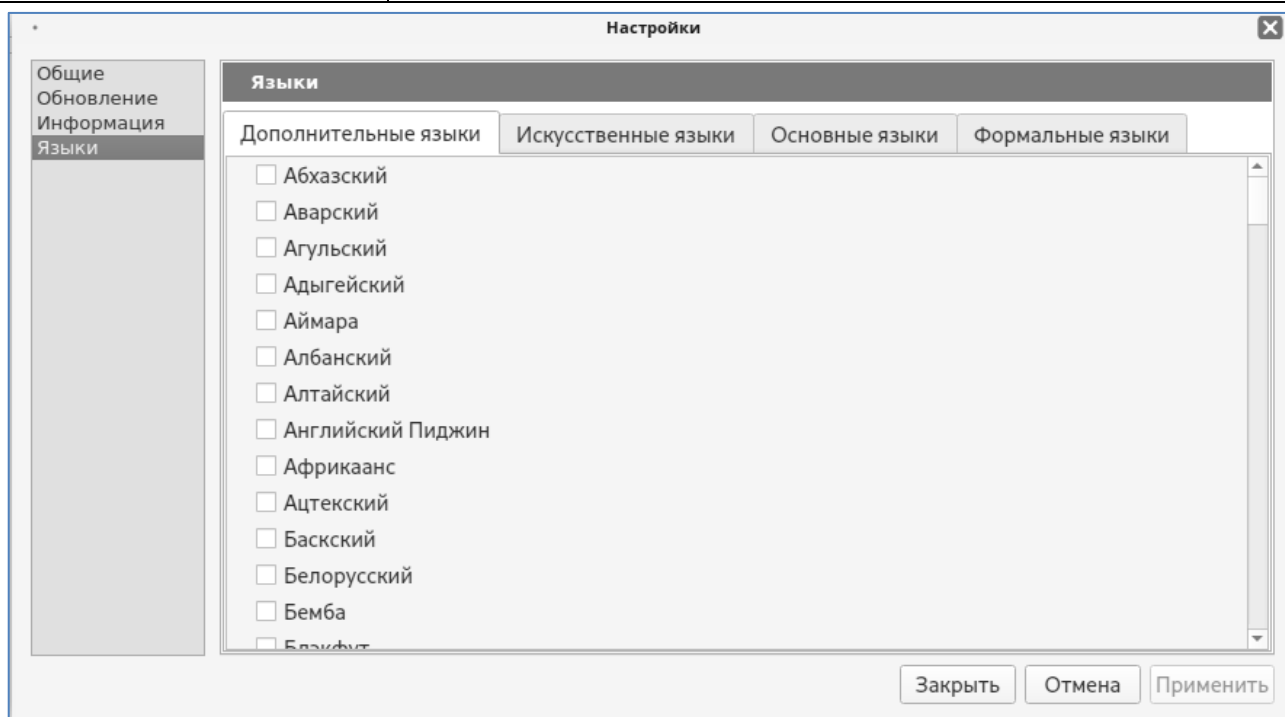 Настройки
Общие
Обновление
Информация
Языки
Языки
Дополнительные языки
Искусственные языки
Основные языки
Формальные языки
Абхазский
Аварский
Агульский
Адыгейский
Аймара
Албанский
Алтайский
Английский Пиджин
Африкаанс
Ацтекский
Баскский
Белорусский
Бемба
Блэкфут
Закрыть
Отмена
Применить